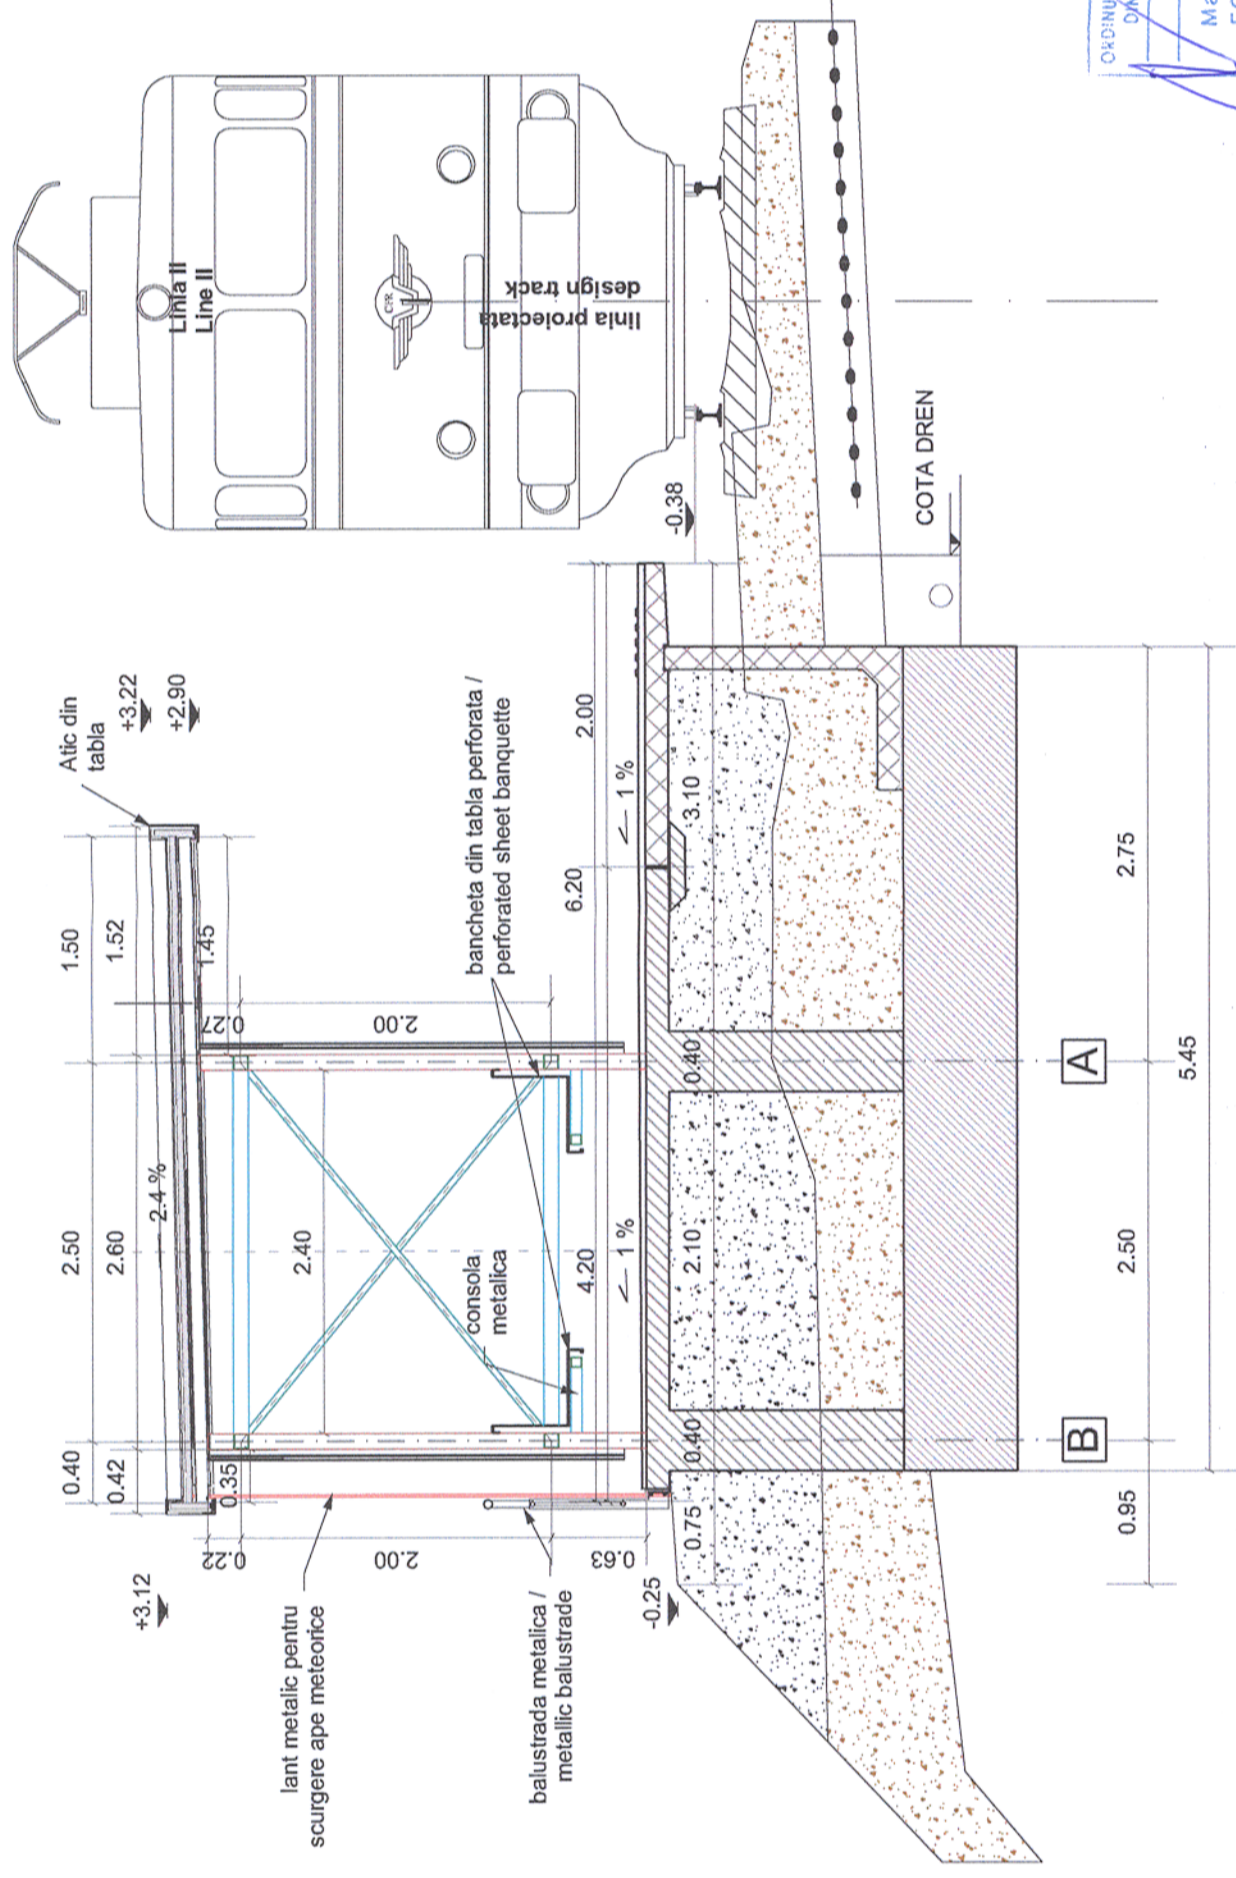 Linia II
Line II
CFR
linia proiectata
design track
-0.38
COTA DREN
Atic din
tabla
+3.22
+2.90
1.50
1.52
1.45
2.50
2.60
2.4 %
0.40
0.42
0.35
0.27
2.00
2.40
bancheta din tabla perforata /
perforated sheet banquette
consola
metalica
2.00
6.20
4.20
1 %
1 %
3.10
0.40
2.10
0.40
0.75
0.22
2.00
0.63
+3.12
-0.25
lant metalic pentru
scurgere ape meteorice
balustrada metalica /
metallic balustrade
A
B
2.75
2.50
0.95
5.45